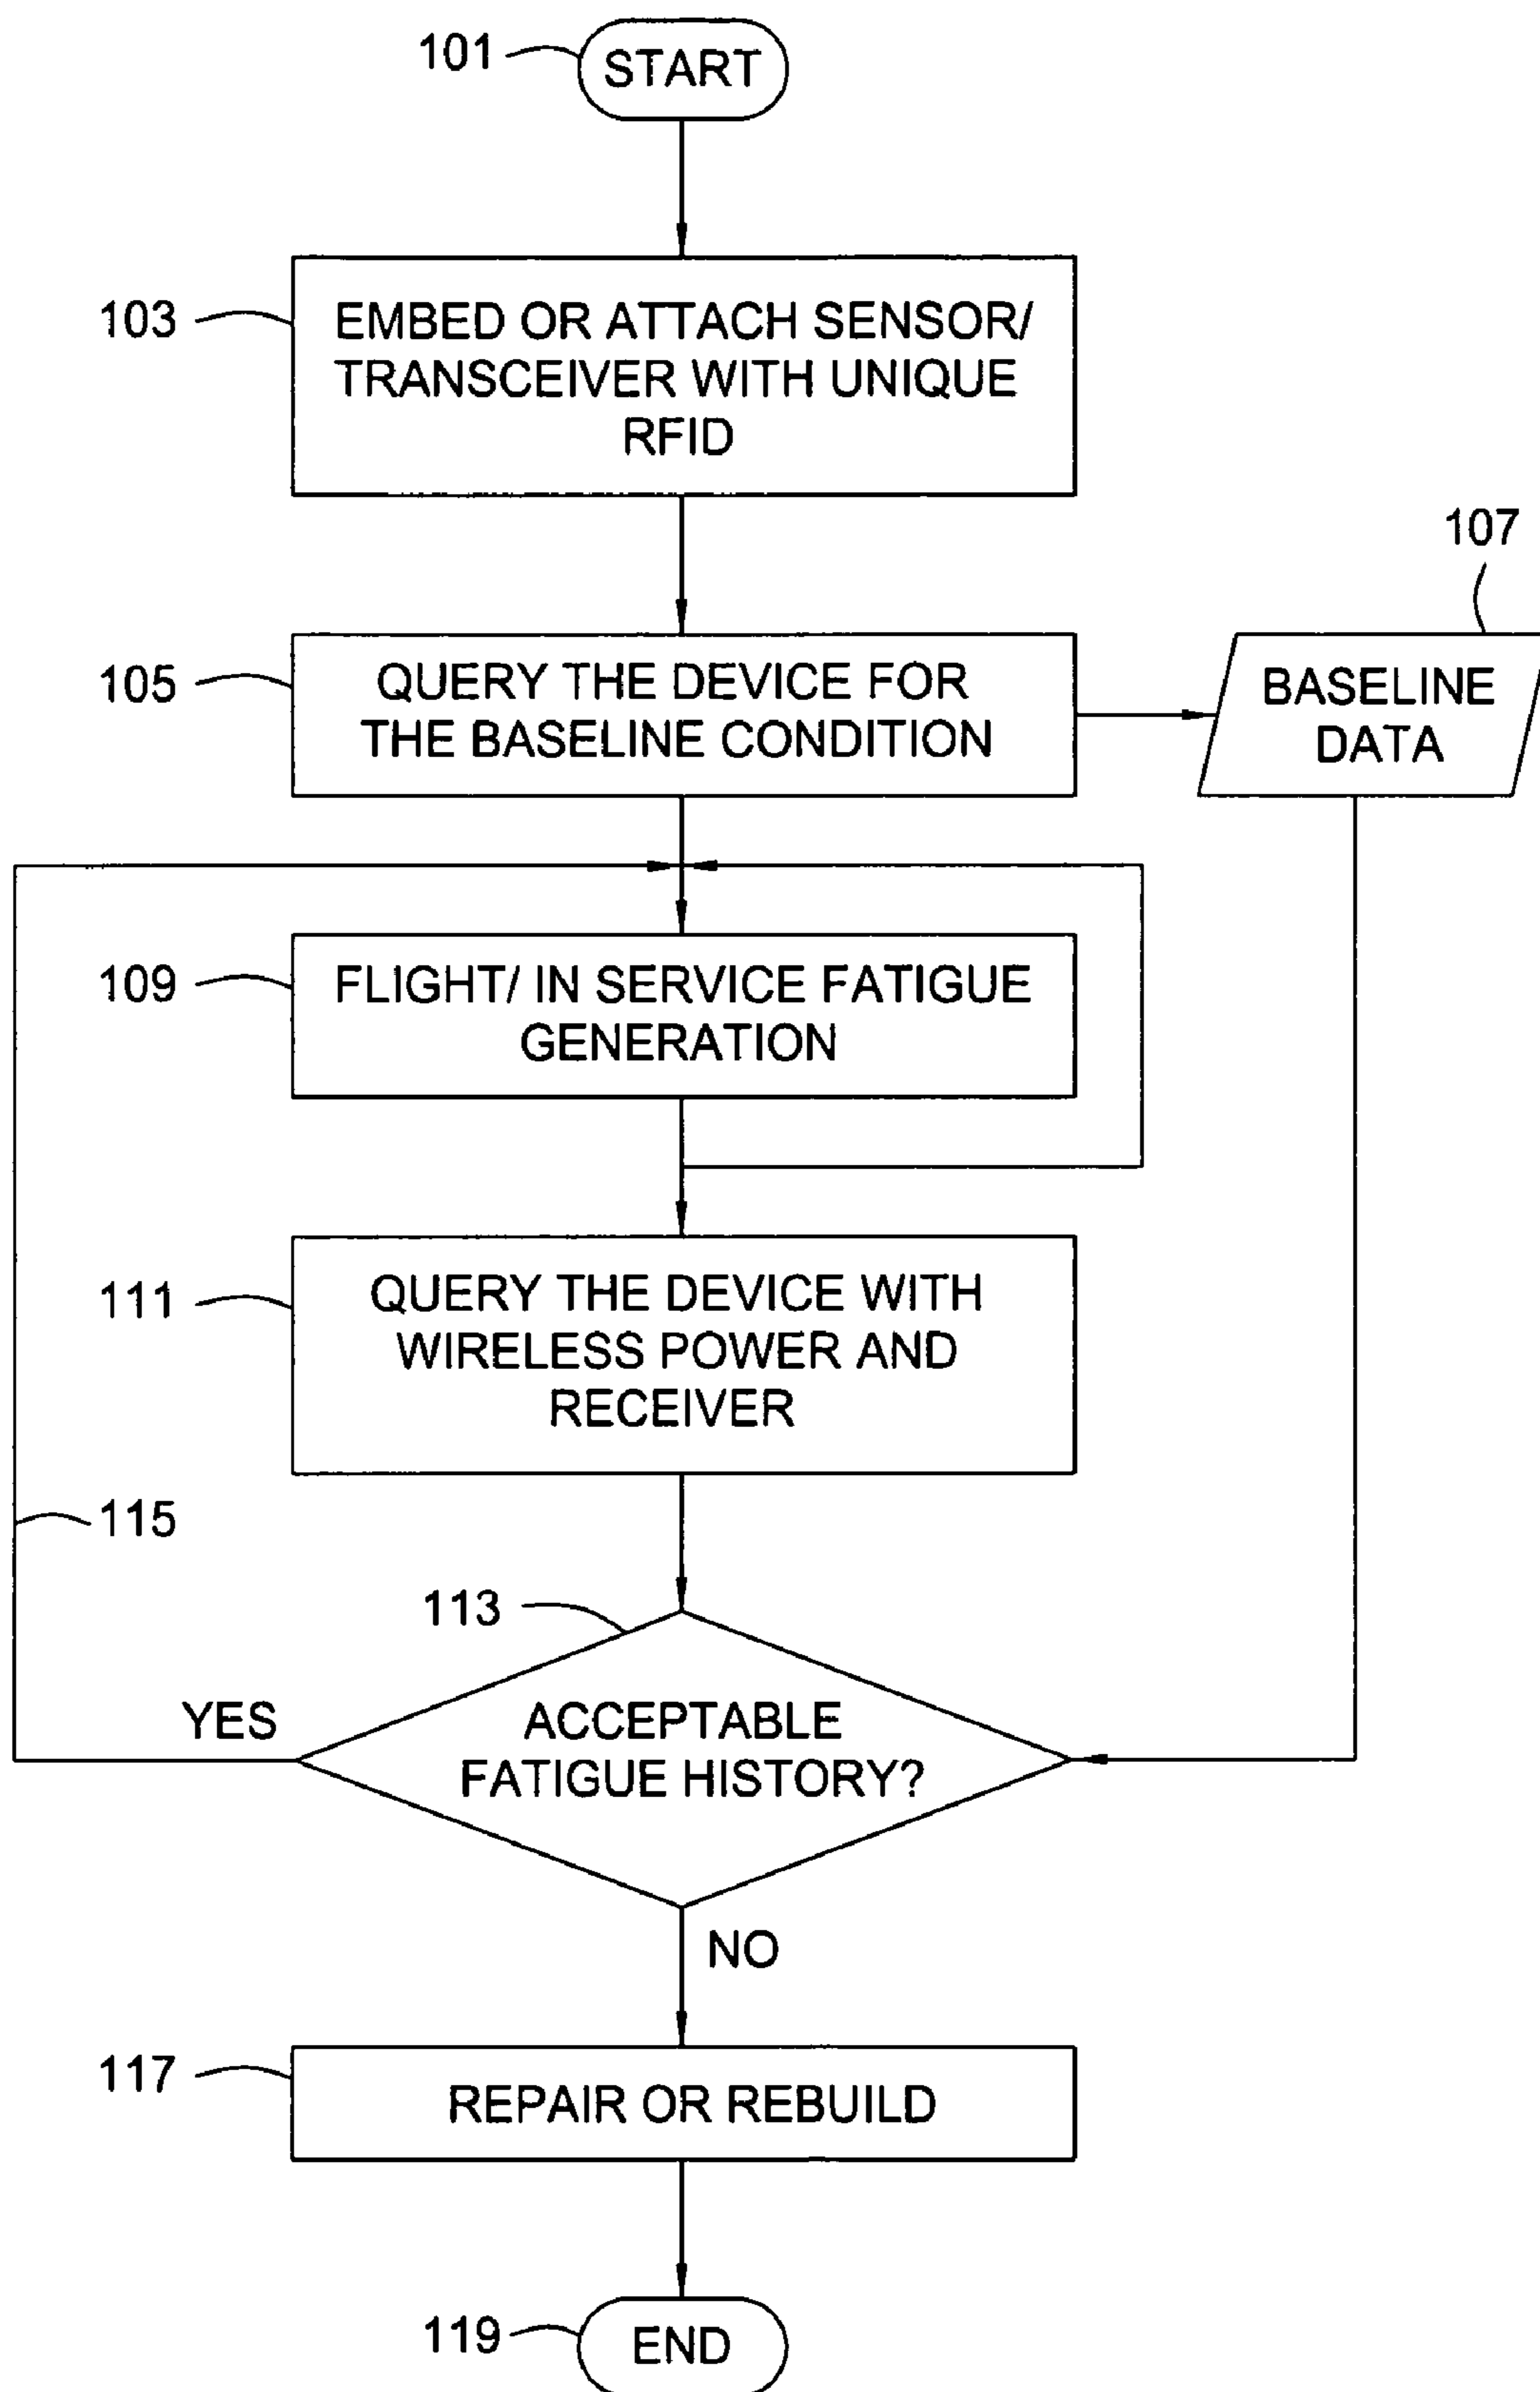 101
START
103
EMBED OR ATTACH SENSOR/
TRANSCEIVER WITH UNIQUE
RFID
107
105
QUERY THE DEVICE FOR
THE BASELINE CONDITION
BASELINE
DATA
109
FLIGHT/ IN SERVICE FATIGUE
GENERATION
111
QUERY THE DEVICE WITH
WIRELESS POWER AND
RECEIVER
115
113
YES
ACCEPTABLE
FATIGUE HISTORY?
NO
117
REPAIR OR REBUILD
119
END